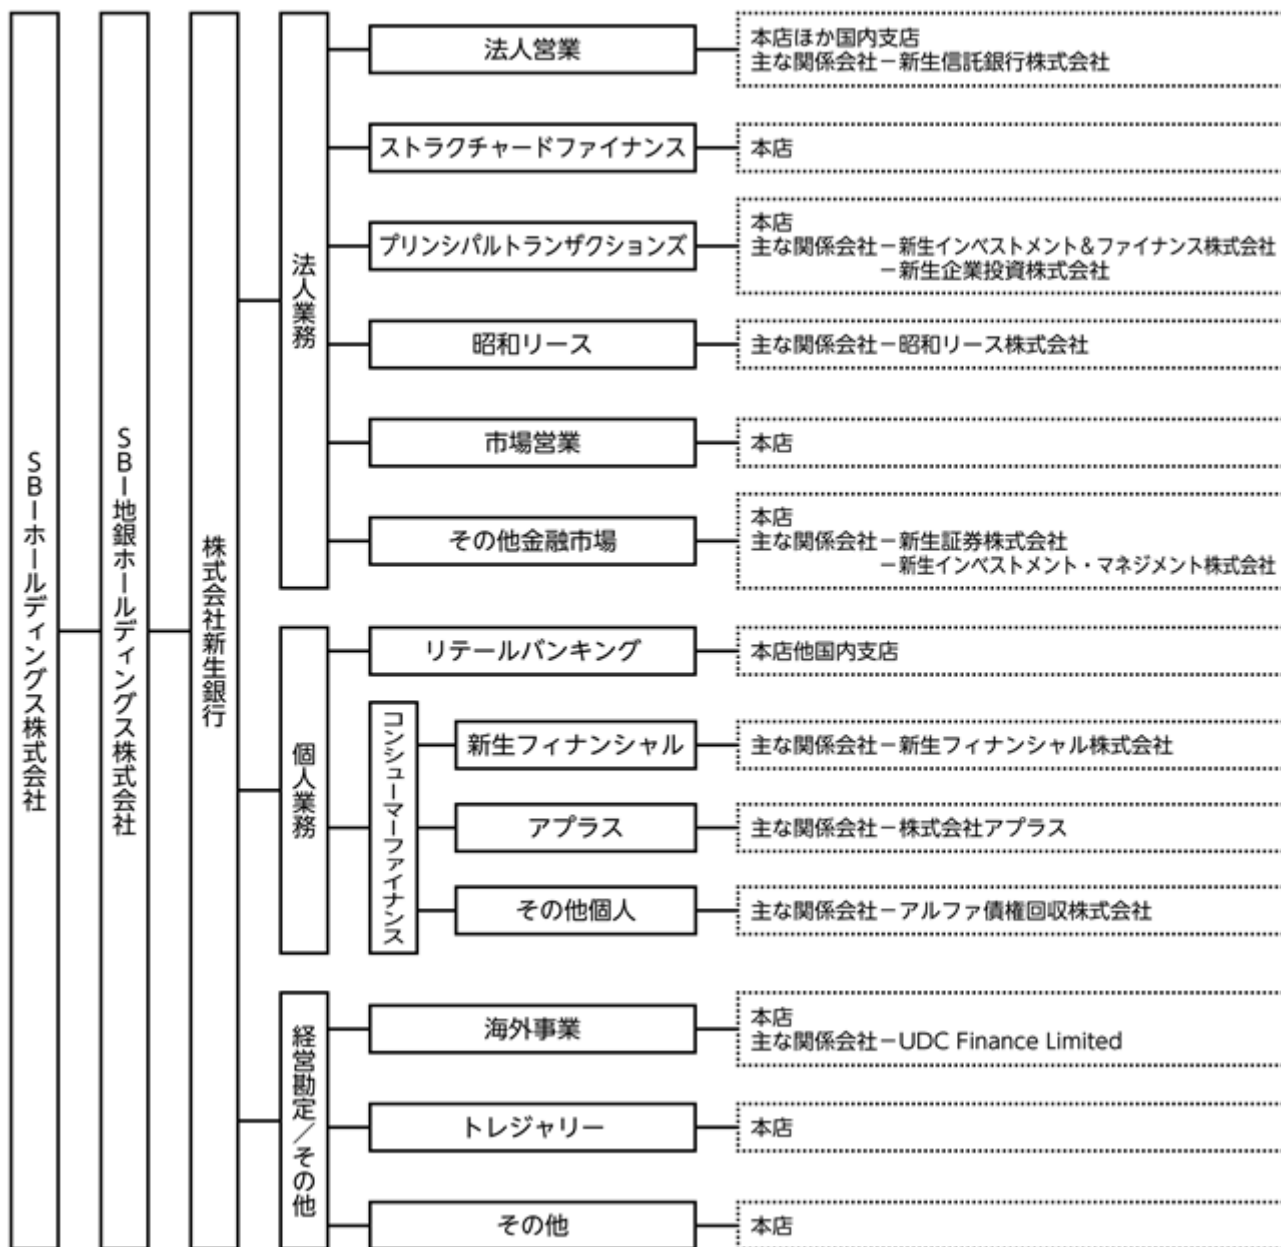 SBIホールディングス株式会社
SBI地銀ホールディングス株式会社
株式会社新生銀行
法人業務
法人営業
本店ほか国内支店
主な関係会社－新生信託銀行株式会社
ストラクチャードファイナンス
本店
プリンシパルトランザクションズ
本店
主な関係会社－新生インベストメント＆ファイナンス株式会社
－新生企業投資株式会社
昭和リース
主な関係会社－昭和リース株式会社
市場営業
本店
その他金融市場
本店
主な関係会社－新生証券株式会社
－新生インベストメント・マネジメント株式会社
個人業務
リテールバンキング
本店他国内支店
コンシューマーファイナンス
新生フィナンシャル
主な関係会社－新生フィナンシャル株式会社
アプラス
主な関係会社－株式会社アプラス
その他個人
主な関係会社－アルファ債権回収株式会社
経営勘定／その他
海外事業
本店
主な関係会社－UDC Finance Limited
トレジャリー
本店
その他
本店